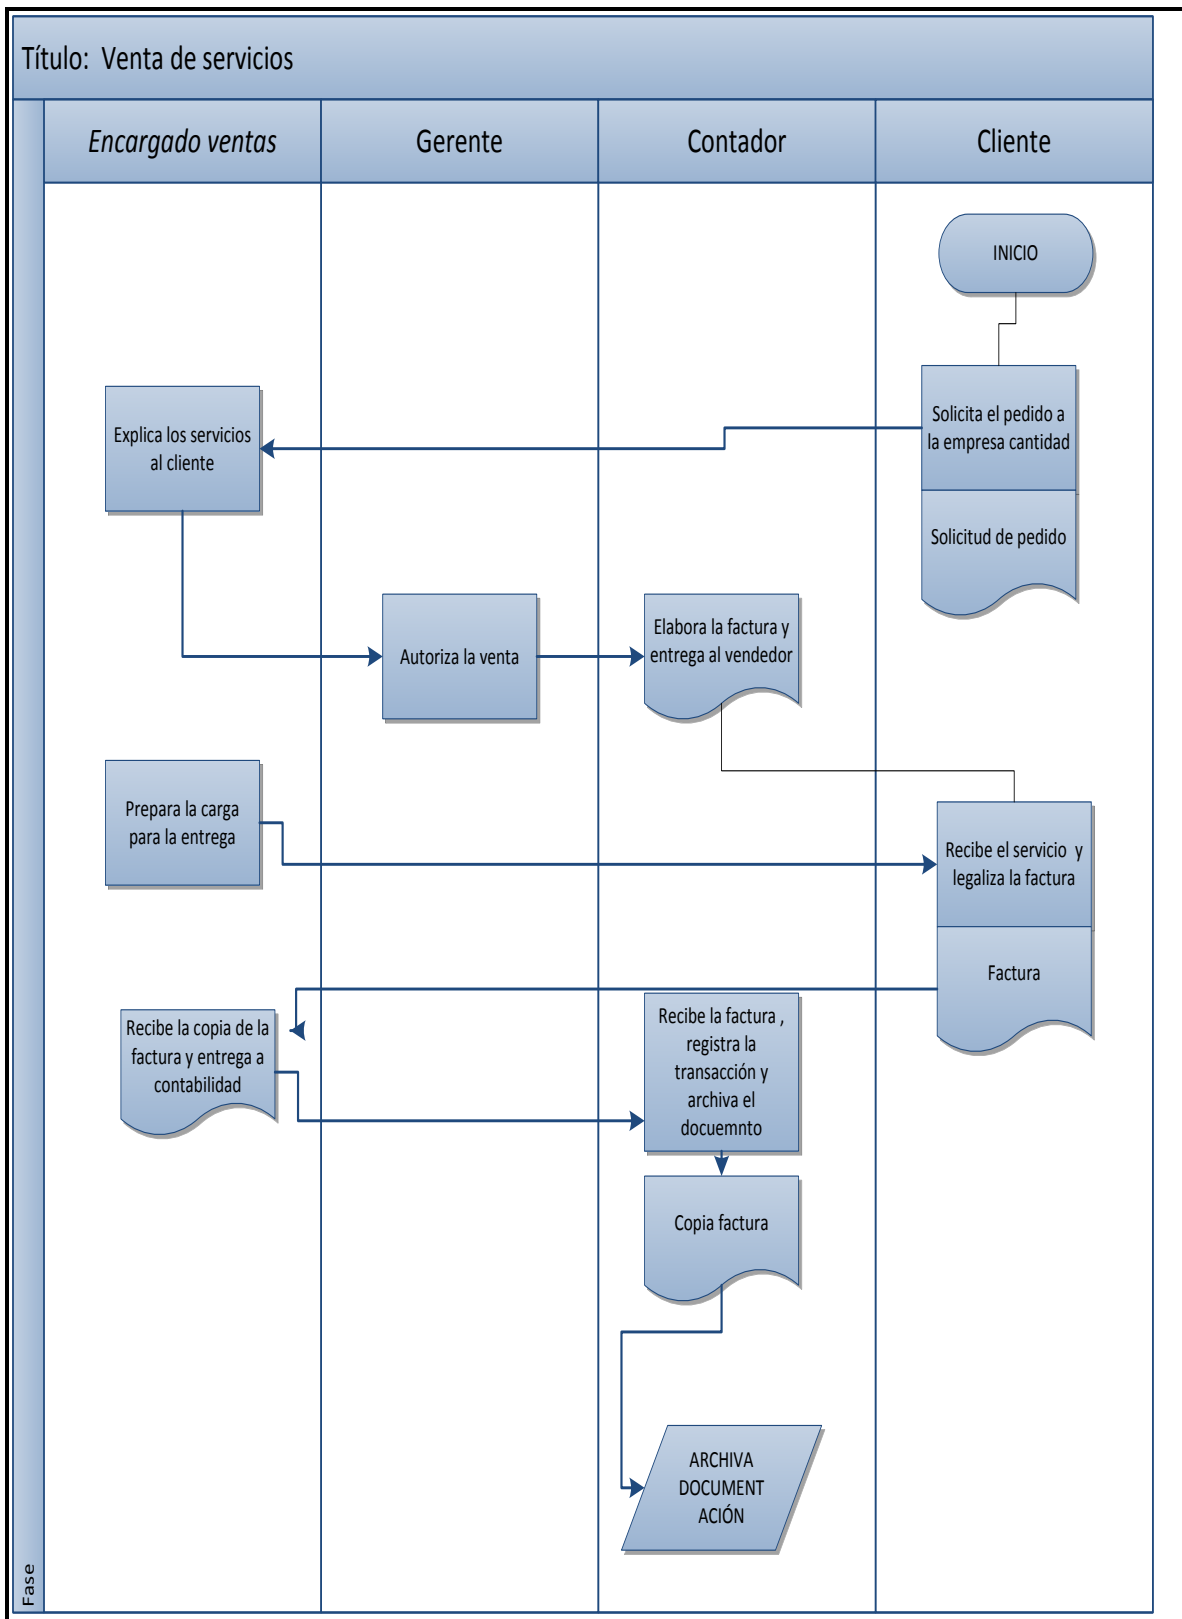 Título:  Venta de servicios
Encargado ventas
Gerente
Contador
Cliente
INICIO
Solicita el pedido a
la empresa cantidad
Solicitud de pedido
Explica los servicios
al cliente
Autoriza la venta
Elabora la factura y
entrega al vendedor
Prepara la carga
para la entrega
Recibe el servicio  y
legaliza la factura
Factura
Recibe la copia de la
factura y entrega a
contabilidad
Recibe la factura ,
registra la
transacción y
archiva el
docuemnto
Copia factura
ARCHIVA
DOCUMENT
ACIÓN
Fase